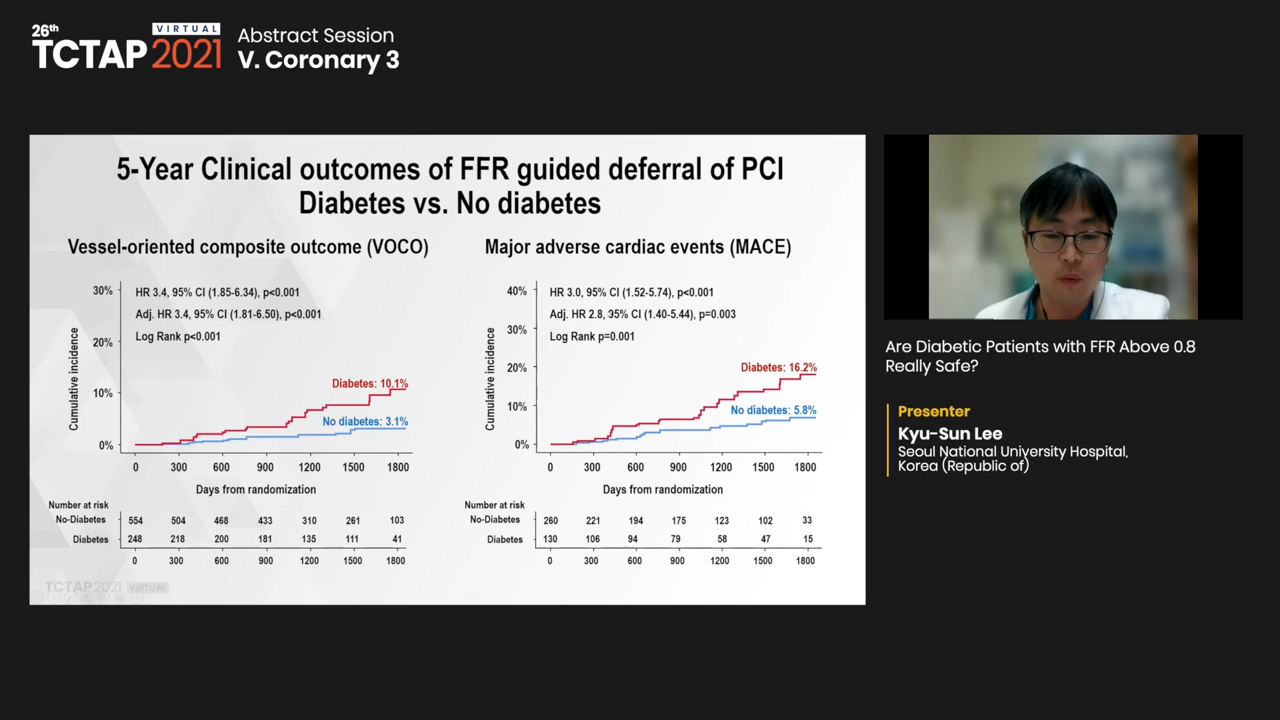 26th
VIRTUAL
TCTAP 2021
Abstract Session
V. Coronary 3
5-Year Clinical outcomes of FFR guided deferral of PCI
Diabetes vs. No diabetes
Vessel-oriented composite outcome (VOCO)
30%
20%
10%
0%
Cumulative incidence
HR 3.4, 95% CI (1.85-6.34), p<0.001
Adj. HR 3.4, 95% CI (1.81-6.50), p<0.001
Log Rank p<0.001
Diabetes: 10.1%
No diabetes: 3.1%
0 300 600 900 1200 1500 1800
Days from randomization
Number at risk
No-Diabetes 554 504 468 433 310 261 103
Diabetes 248 218 200 181 135 111 41
0 300 600 900 1200 1500 1800
Major adverse cardiac events (MACE)
40%
30%
20%
10%
0%
Cumulative incidence
HR 3.0, 95% CI (1.52-5.74), p<0.001
Adj. HR 2.8, 35% CI (1.40-5.44), p=0.003
Log Rank p=0.001
Diabetes: 16.2%
No diabetes: 5.8%
0 300 600 900 1200 1500 1800
Days from randomization
Number at risk
No-Diabetes 260 221 194 175 123 102 33
Diabetes 130 106 94 79 58 47 15
0 300 600 900 1200 1500 1800
TCTAP 2021 VIRTUAL
Are Diabetic Patients with FFR Above 0.8
Really Safe?
Presenter
Kyu-Sun Lee
Seoul National University Hospital,
Korea (Republic of)